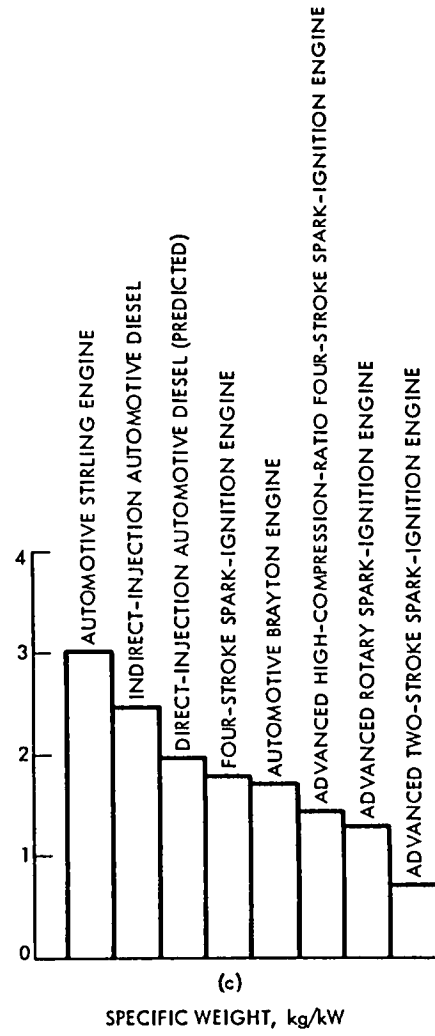 AUTOMOTIVE STIRLING ENGINE
INDIRECT-INJECTION AUTOMOTIVE DIESEL
DIRECT-INJECTION AUTOMOTIVE DIESEL (PREDICTED)
FOUR-STROKE SPARK-IGNITION ENGINE
AUTOMOTIVE BRAYTON ENGINE
ADVANCED HIGH-COMPRESSION-RATIO FOUR-STROKE SPARK-IGNITION ENGINE
ADVANCED ROTARY SPARK-IGNITION ENGINE
ADVANCED TWO-STROKE SPARK-IGNITION ENGINE
4
3
2
1
0
(c)
SPECIFIC WEIGHT, kg/kW